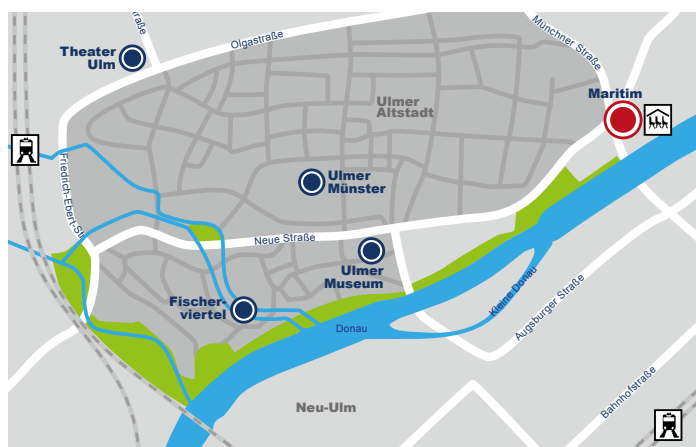 raße
Theater
Ulm
Olgastraße
Münchner Straße
Maritim
Ulmer
Altstadt
Friedrich-Ebert-St
Ulmer
Münster
Neue Straße
Ulmer
Museum
Fischer-
viertel
Kleine Donau
Donau
Augsburger Straße
Bahnhofstraße
Neu-Ulm